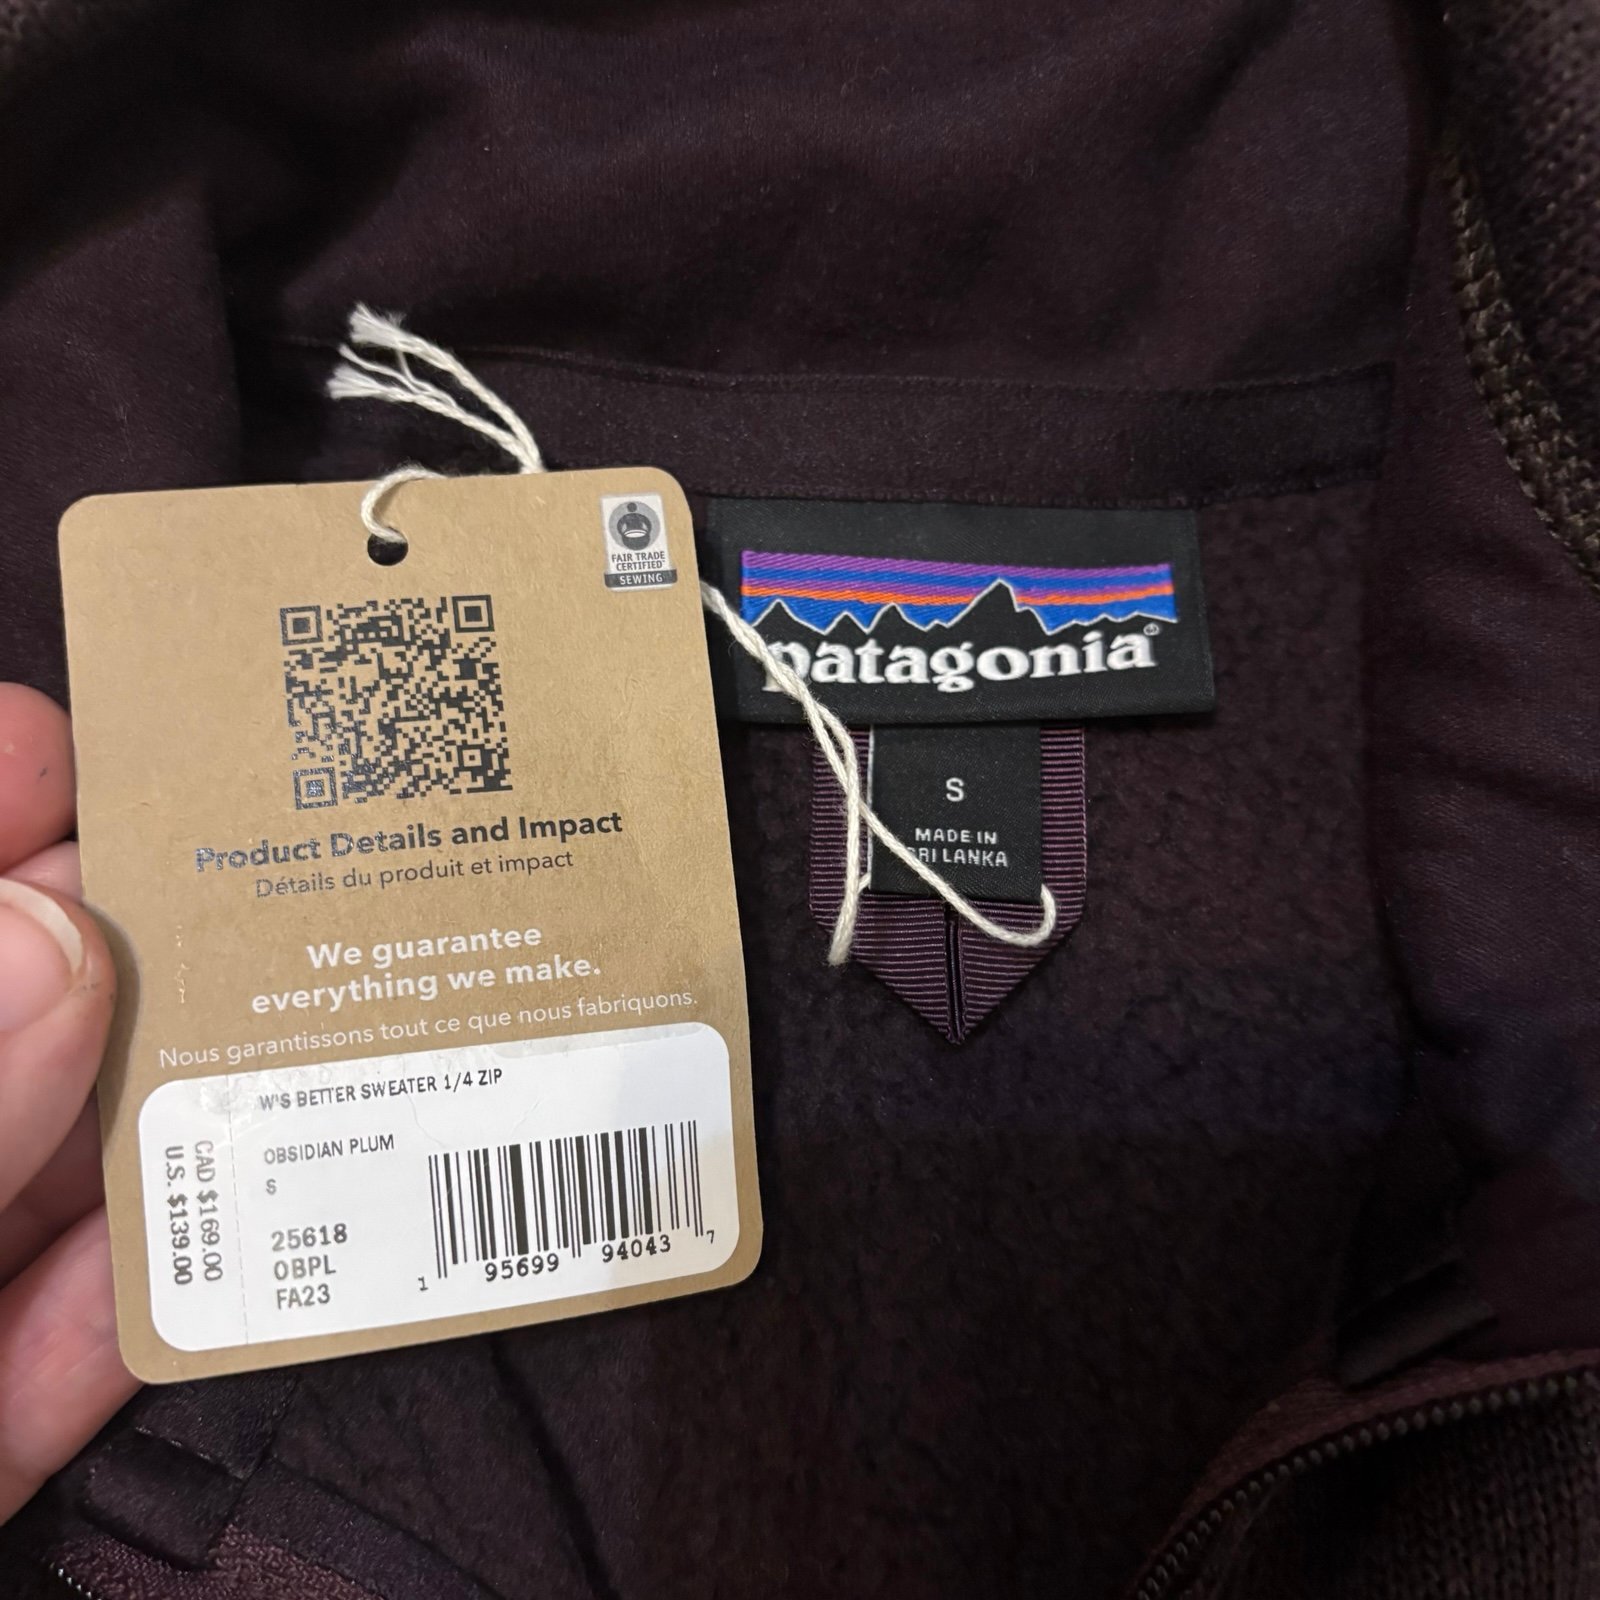 FAIR TRADE
CERTIFIED
SEWING
Product Details and Impact
Détails du produit et impact
We guarantee
everything we make.
Nous garantissons tout ce que nous fabriquons.
W'S BETTER SWEATER 1/4 ZIP
OBSIDIAN PLUM
S
25618
OBPL
FA23
CAD $169.00
U.S. $139.00
1 95699 94043 7
patagonia®
S
MADE IN
SRI LANKA